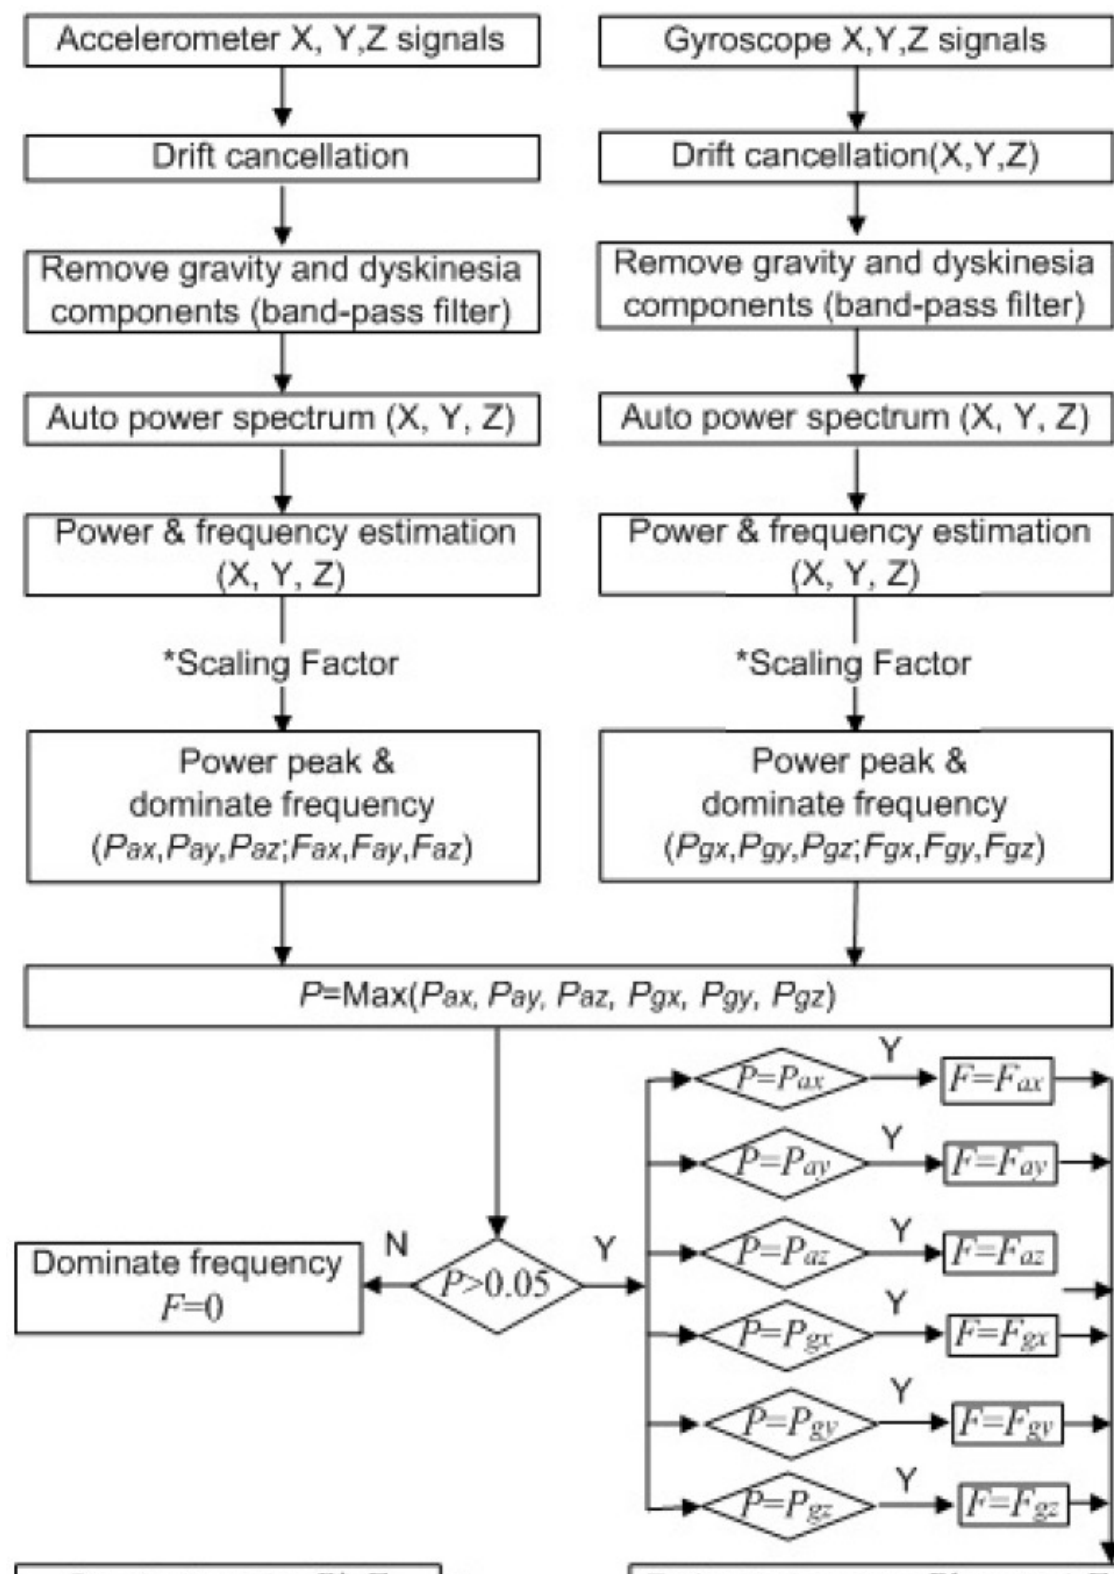 Accelerometer X, Y,Z signals
Gyroscope X,Y,Z signals
Drift cancellation
Drift cancellation(X,Y,Z)
Remove gravity and dyskinesia
components (band-pass filter)
Remove gravity and dyskinesia
components (band-pass filter)
Auto power spectrum (X, Y, Z)
Auto power spectrum (X, Y, Z)
Power & frequency estimation
(X, Y, Z)
Power & frequency estimation
(X, Y, Z)
*Scaling Factor
*Scaling Factor
Power peak &
dominate frequency
(Pax,Pay,Paz;Fax,Fay,Faz)
Power peak &
dominate frequency
(Pgx,Pgy,Pgz;Fgx,Fgy,Fgz)
P=Max(Pax, Pay, Paz, Pgx, Pgy, Pgz)
P=Pax
Y
F=Fax
P=Pay
Y
F=Fay
P=Paz
Y
F=Faz
Dominate frequency
F=0
N
P>0.05
Y
P=Pgx
Y
F=Fgx
P=Pgy
Y
F=Fgy
P=Pgz
Y
F=Fgz